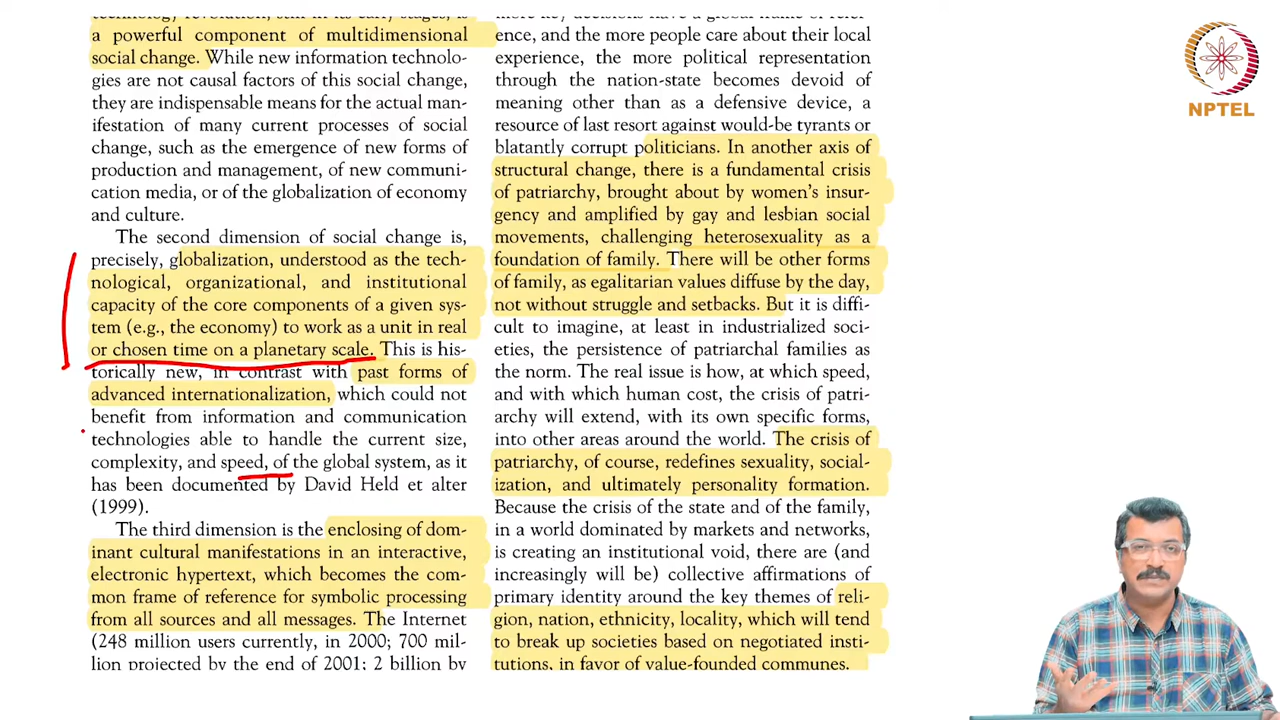 technology revolution, still in its early stages, is
a powerful component of multidimensional
social change. While new information technolo-
gies are not causal factors of this social change,
they are indispensable means for the actual man-
ifestation of many current processes of social
change, such as the emergence of new forms of
production and management, of new communi-
cation media, or of the globalization of economy
and culture.
The second dimension of social change is,
precisely, globalization, understood as the tech-
nological, organizational, and institutional
capacity of the core components of a given sys-
tem (e.g., the economy) to work as a unit in real
or chosen time on a planetary scale. This is his-
torically new, in contrast with past forms of
advanced internationalization, which could not
benefit from information and communication
technologies able to handle the current size,
complexity, and speed, of the global system, as it
has been documented by David Held et alter
(1999).
The third dimension is the enclosing of dom-
inant cultural manifestations in an interactive,
electronic hypertext, which becomes the com-
mon frame of reference for symbolic processing
from all sources and all messages. The Internet
(248 million users currently, in 2000; 700 mil-
lion projected by the end of 2001; 2 billion by
more key decisions have a global frame of refer-
ence, and the more people care about their local
experience, the more political representation
through the nation-state becomes devoid of
meaning other than as a defensive device, a
resource of last resort against would-be tyrants or
blatantly corrupt politicians. In another axis of
structural change, there is a fundamental crisis
of patriarchy, brought about by women's insur-
gency and amplified by gay and lesbian social
movements, challenging heterosexuality as a
foundation of family. There will be other forms
of family, as egalitarian values diffuse by the day,
not without struggle and setbacks. But it is diffi-
cult to imagine, at least in industrialized soci-
eties, the persistence of patriarchal families as
the norm. The real issue is how, at which speed,
and with which human cost, the crisis of patri-
archy will extend, with its own specific forms,
into other areas around the world. The crisis of
patriarchy, of course, redefines sexuality, social-
ization, and ultimately personality formation.
Because the crisis of the state and of the family,
in a world dominated by markets and networks,
is creating an institutional void, there are (and
increasingly will be) collective affirmations of
primary identity around the key themes of reli-
gion, nation, ethnicity, locality, which will tend
to break up societies based on negotiated insti-
tutions, in favor of value-founded communes.
NPTEL